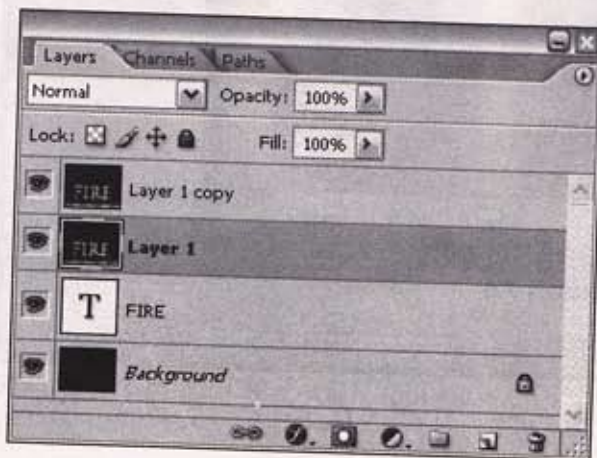 Layers Channels Paths
Normal Opacity: 100%
Lock: Fill: 100%
FIRE Layer 1 copy
FIRE Layer 1
T FIRE
Background